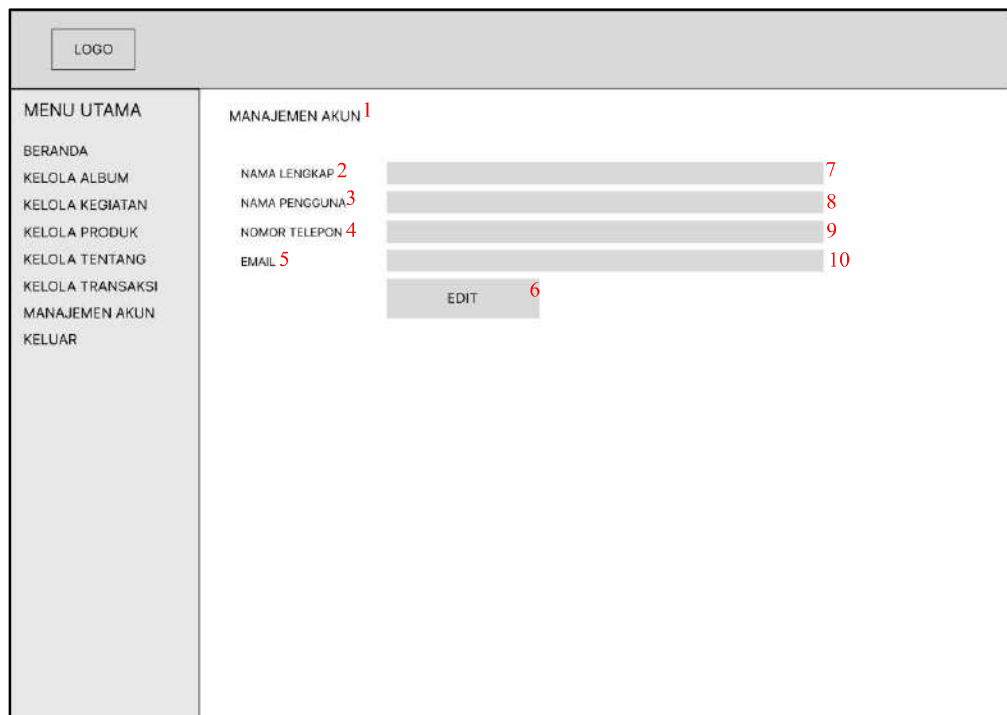 LOGO
MENU UTAMA
BERANDA
KELOLA ALBUM
KELOLA KEGIATAN
KELOLA PRODUK
KELOLA TENTANG
KELOLA TRANSAKSI
MANAJEMEN AKUN
KELUAR
MANAJEMEN AKUN 1
NAMA LENGKAP 2 7
NAMA PENGGUNA 3 8
NOMOR TELEPON 4 9
EMAIL 5 10
EDIT 6